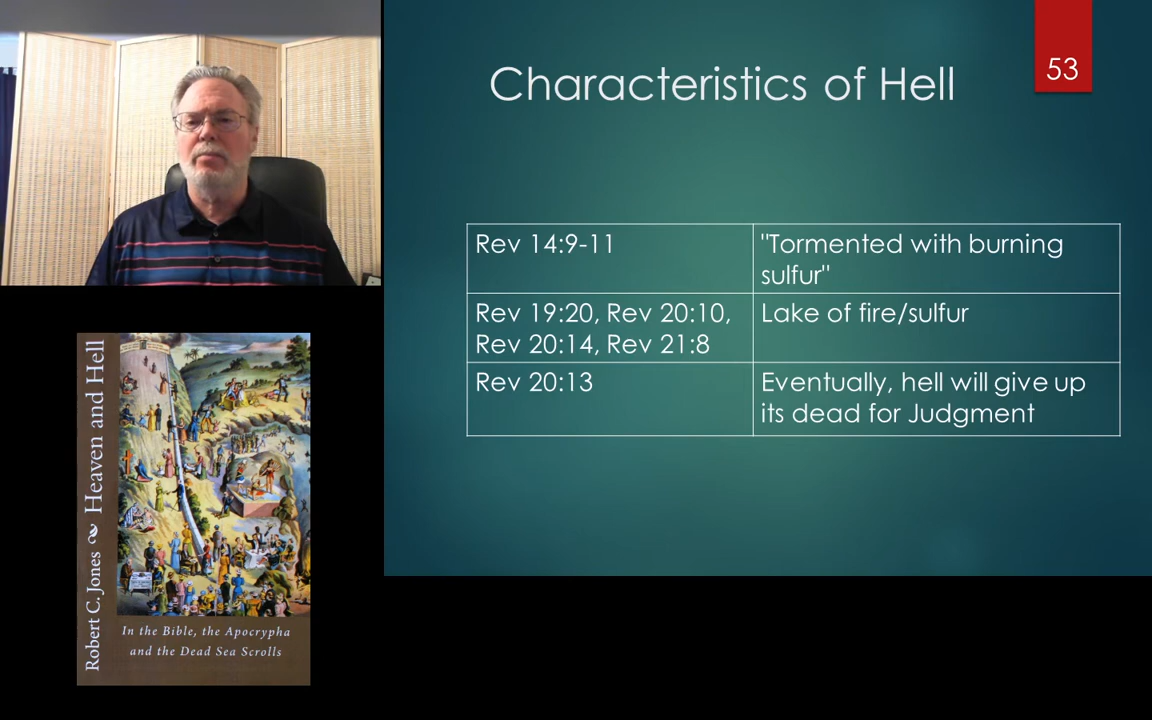 Characteristics of Hell
53
Rev 14:9-11
"Tormented with burning
sulfur"
Rev 19:20, Rev 20:10,
Rev 20:14, Rev 21:8
Lake of fire/sulfur
Rev 20:13
Eventually, hell will give up
its dead for Judgment
Robert C. Jones Heaven and Hell
In the Bible, the Apocrypha
and the Dead Sea Scrolls